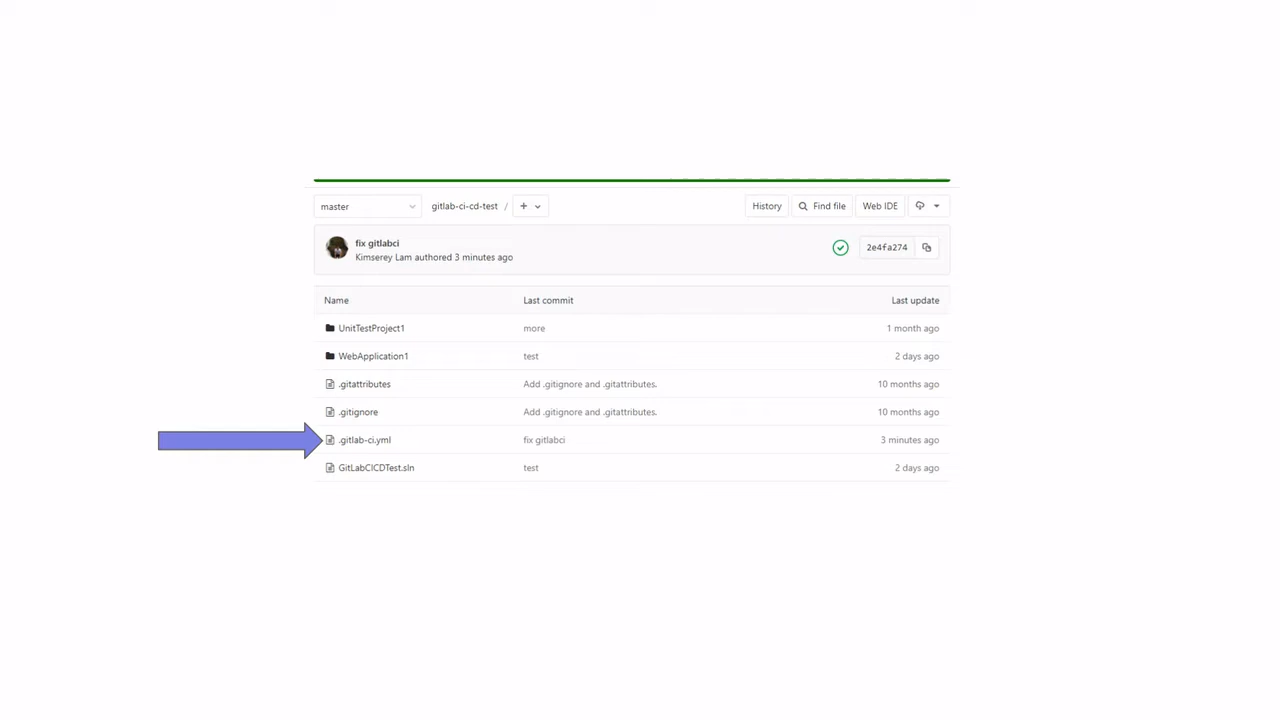 master gitlab-ci-cd-test / + History Find file Web IDE
fix gitlabci
Kimserey Lam authored 3 minutes ago
2e4fa274
Name Last commit Last update
UnitTestProject1 more 1 month ago
WebApplication1 test 2 days ago
.gitattributes Add .gitignore and .gitattributes. 10 months ago
.gitignore Add .gitignore and .gitattributes. 10 months ago
.gitlab-ci.yml fix gitlabci 3 minutes ago
GitLabCICDTest.sln test 2 days ago